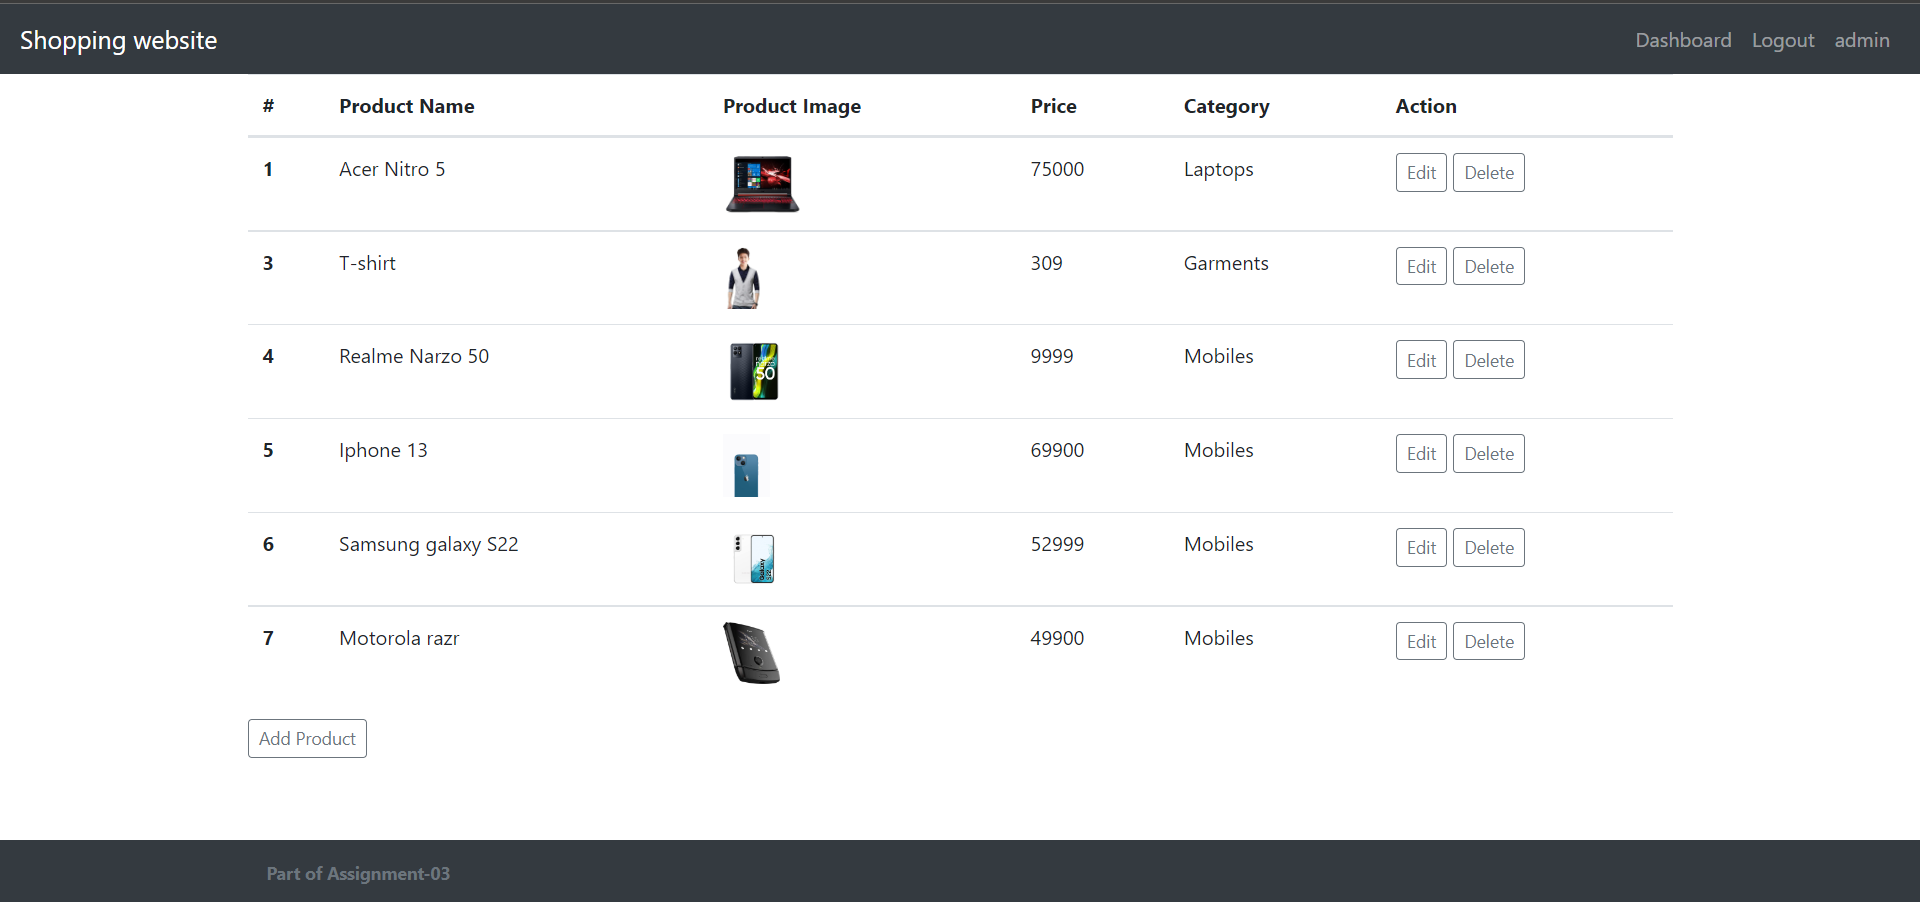 Shopping website Dashboard Logout admin
# Product Name Product Image Price Category Action
1 Acer Nitro 5 75000 Laptops Edit Delete
3 T-shirt 309 Garments Edit Delete
4 Realme Narzo 50 9999 Mobiles Edit Delete
50
5 Iphone 13 69900 Mobiles Edit Delete
6 Samsung galaxy S22 52999 Mobiles Edit Delete
Galaxy S22
7 Motorola razr 49900 Mobiles Edit Delete
Add Product
Part of Assignment-03